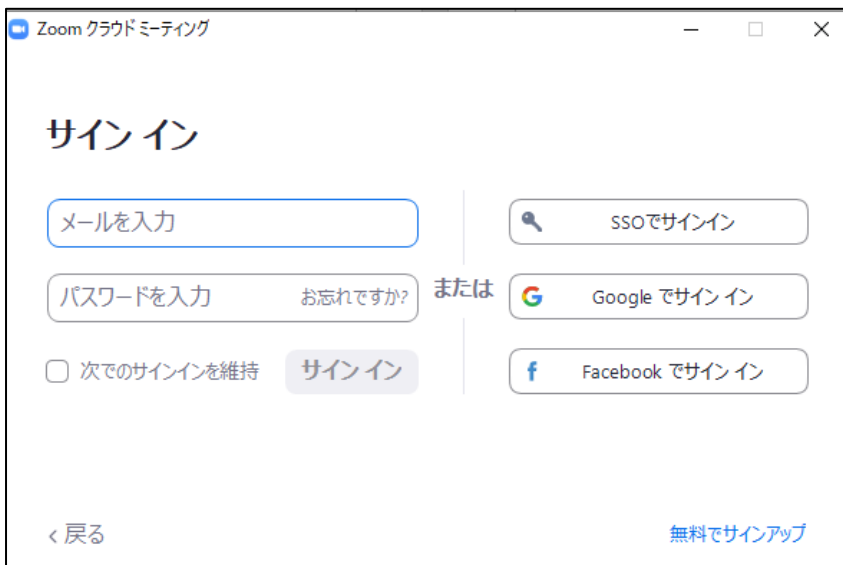 Zoom クラウド ミーティング
サイン イン
メールを入力
パスワードを入力 お忘れですか?
次でのサインインを維持 サイン イン
または
SSOでサインイン
Google でサイン イン
Facebook でサイン イン
< 戻る
無料でサインアップ